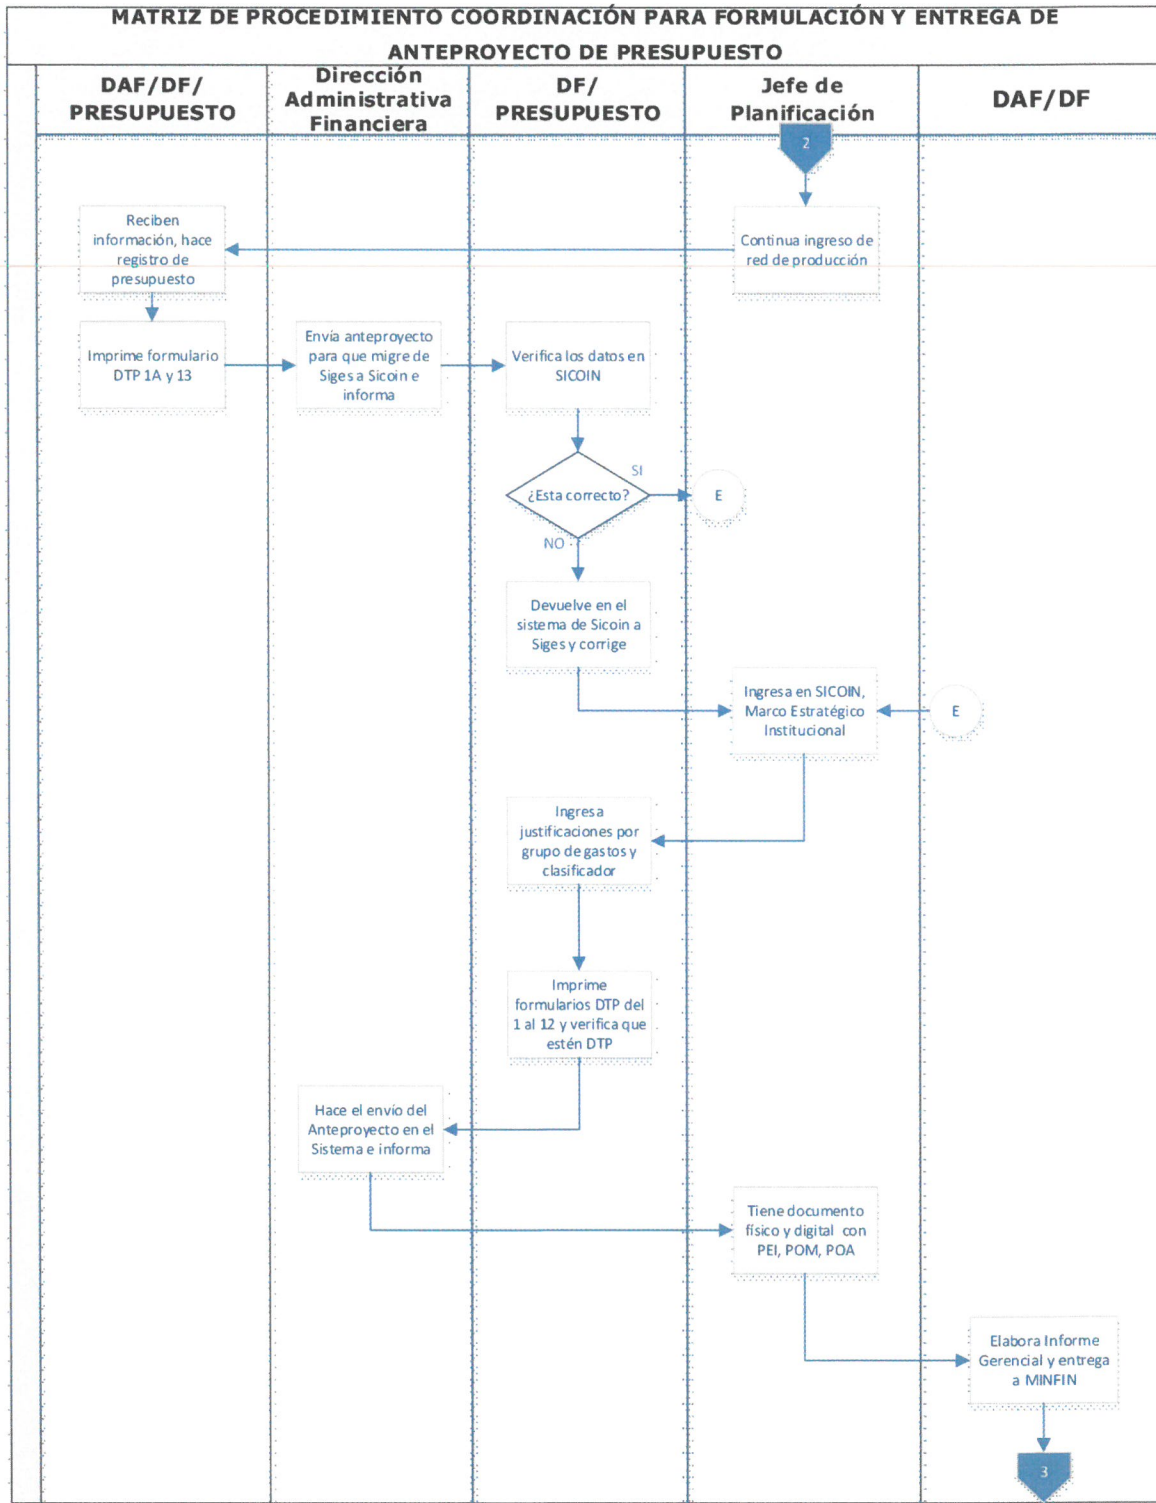 MATRIZ DE PROCEDIMIENTO COORDINACIÓN PARA FORMULACIÓN Y ENTREGA DE
ANTEPROYECTO DE PRESUPUESTO
DAF/DF/
PRESUPUESTO
Dirección
Administrativa
Financiera
DF/
PRESUPUESTO
Jefe de
Planificación
DAF/DF
2
Reciben
información, hace
registro de
presupuesto
Continua ingreso de
red de producción
Imprime formulario
DTP 1A y 13
Envía anteproyecto
para que migre de
Siges a Sicoin e
informa
Verifica los datos en
SICOIN
¿Esta correcto?
SI
E
NO
Devuelve en el
sistema de Sicoin a
Siges y corrige
Ingresa en SICOIN,
Marco Estratégico
Institucional
E
Ingresa
justificaciones por
grupo de gastos y
clasificador
Imprime
formularios DTP del
1 al 12 y verifica que
estén DTP
Hace el envío del
Anteproyecto en el
Sistema e informa
Tiene documento
físico y digital con
PEI, POM, POA
Elabora Informe
Gerencial y entrega
a MINFIN
3